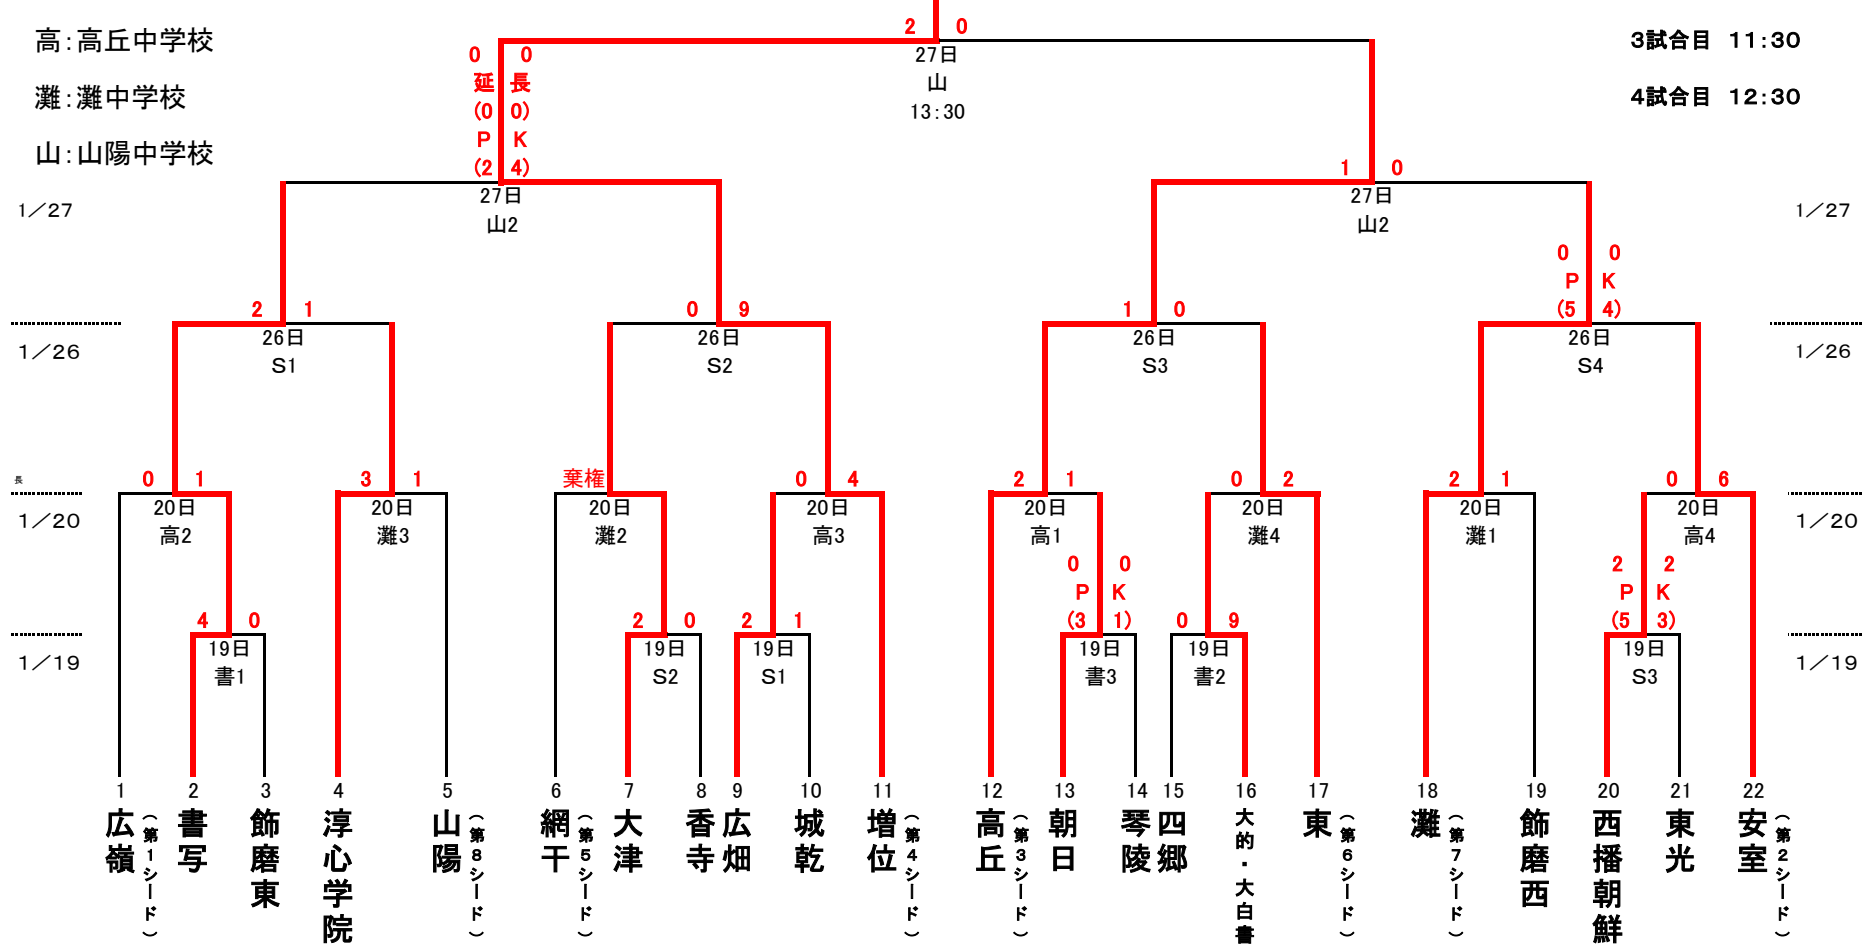 2 0
高:高丘中学校
3試合目 11:30
0 0
27日
延 長
山
灘:灘中学校
4試合目 12:30
(0 0)
13:30
P K
山:山陽中学校
(2 4)
1 0
27日
27日
1／27
1／27
山2
山2
0 0
P K
2 1
0 9
1 0
(5 4)
26日
26日
26日
26日
1／26
1／26
S1
S2
S3
S4
長
0 1
3 1
棄権
0 4
2 1
0 2
2 1
0 6
20日
20日
20日
20日
20日
20日
20日
20日
1／20
1／20
高2
灘3
灘2
高3
高1
灘4
灘1
高4
0 0
2 2
P K
P K
4 0
2 0
2 1
(3 1)
0 9
(5 3)
19日
19日
19日
19日
19日
19日
1／19
1／19
書1
S2
S1
書3
書2
S3
1
広嶺
(第1シード)
2
書写
3
飾磨東
4
淳心学院
5
山陽
(第8シード)
6
網干
(第5シード)
7
大津
8
香寺
9
広畑
10
城乾
11
増位
(第4シード)
12
高丘
(第3シード)
13
朝日
14
琴陵
15
四郷
16
大的・大白書
17
東
(第6シード)
18
灘
(第7シード)
19
飾磨西
20
西播朝鮮
21
東光
22
安室
(第2シード)